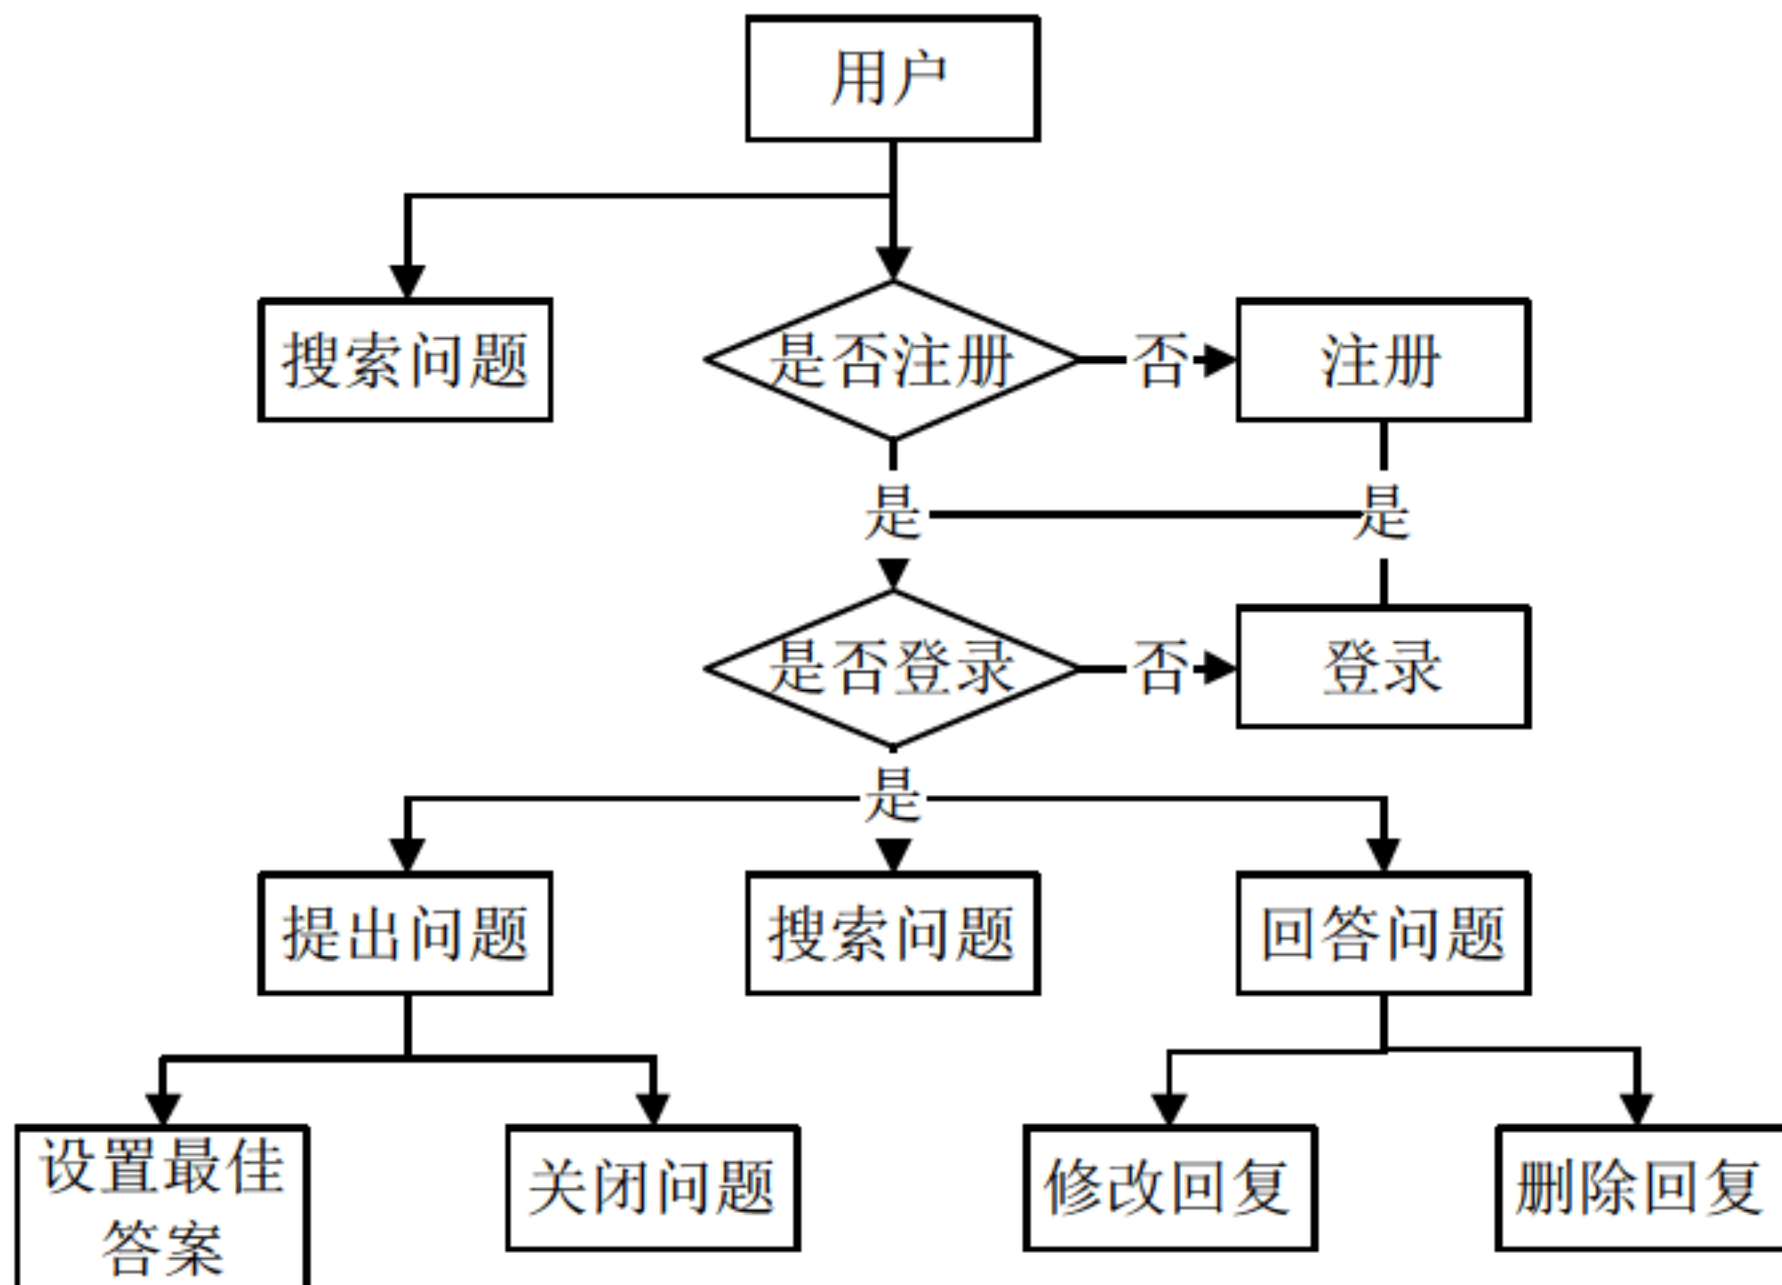 用户
搜索问题
是否注册
否
注册
是
是
是否登录
否
登录
是
提出问题
搜索问题
回答问题
设置最佳
答案
关闭问题
修改回复
删除回复